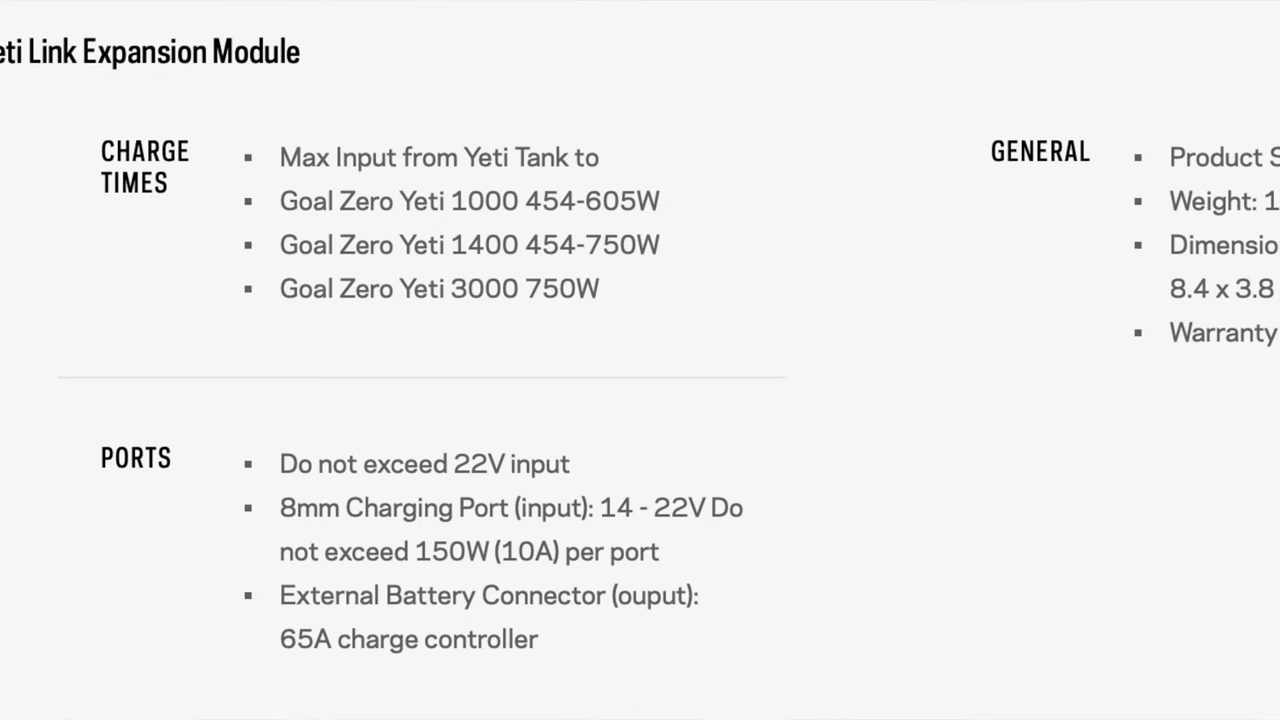 eti Link Expansion Module
CHARGE
TIMES
▪ Max Input from Yeti Tank to
▪ Goal Zero Yeti 1000 454-605W
▪ Goal Zero Yeti 1400 454-750W
▪ Goal Zero Yeti 3000 750W
PORTS
▪ Do not exceed 22V input
▪ 8mm Charging Port (input): 14 - 22V Do
not exceed 150W (10A) per port
▪ External Battery Connector (ouput):
65A charge controller
GENERAL
▪ Product S
▪ Weight: 1
▪ Dimensio
8.4 x 3.8
▪ Warranty